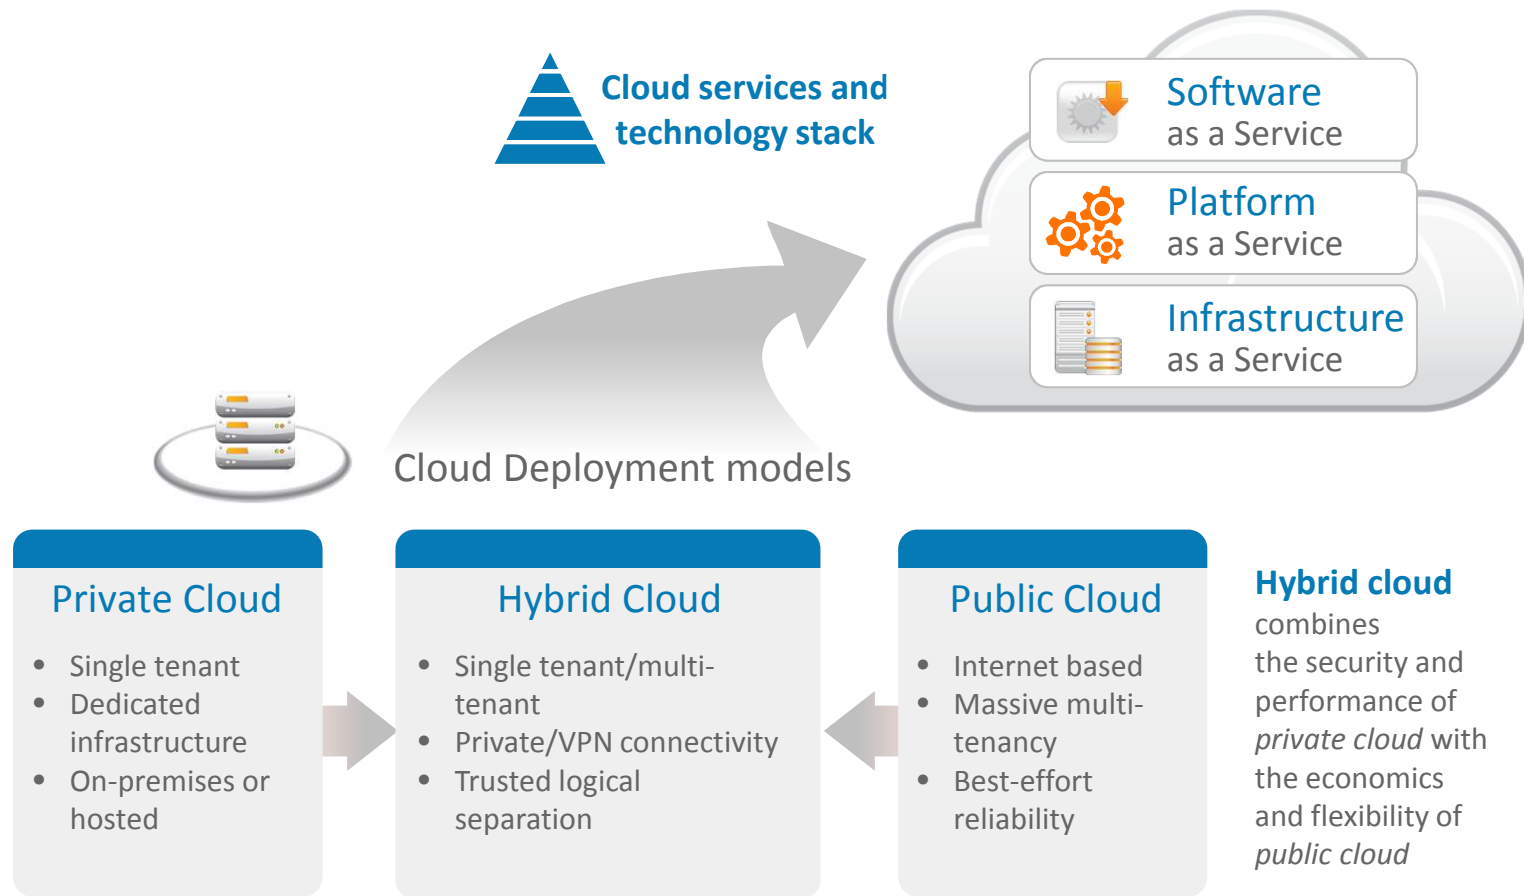 Cloud services and
technology stack
Software
as a Service
Platform
as a Service
Infrastructure
as a Service
Cloud Deployment models
Private Cloud
• Single tenant
• Dedicated
infrastructure
• On-premises or
hosted
Hybrid Cloud
• Single tenant/multi-
tenant
• Private/VPN connectivity
• Trusted logical
separation
Public Cloud
• Internet based
• Massive multi-
tenancy
• Best-effort
reliability
Hybrid cloud
combines
the security and
performance of
private cloud with
the economics
and flexibility of
public cloud